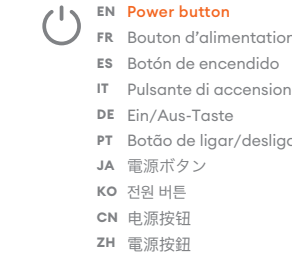 EN Power button
FR Bouton d'alimentation
ES Botón de encendido
IT Pulsante di accension
DE Ein/Aus-Taste
PT Botão de ligar/desliga
JA 電源ボタン
KO 전원 버튼
CN 电源按钮
ZH 電源按鈕